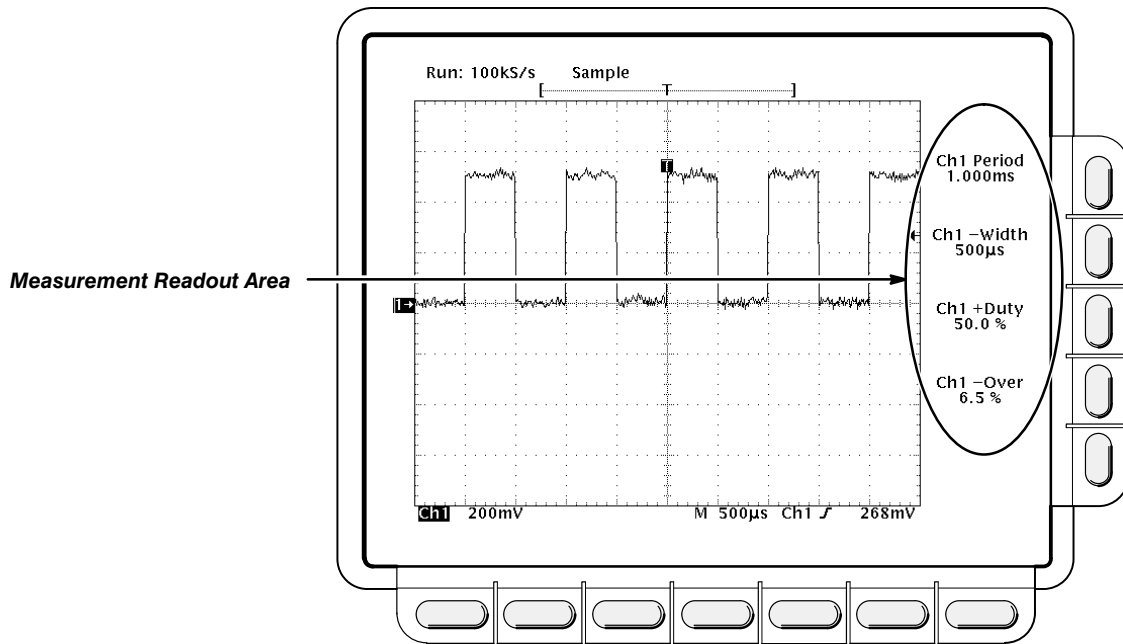 Run: 100kS/s Sample
[ T ]
T
Ch1 Period
1.000ms
Ch1 −Width
500µs
Measurement Readout Area
1→
Ch1 +Duty
50.0 %
Ch1 −Over
6.5 %
Ch1 200mV M 500µs Ch1 ƒ 268mV